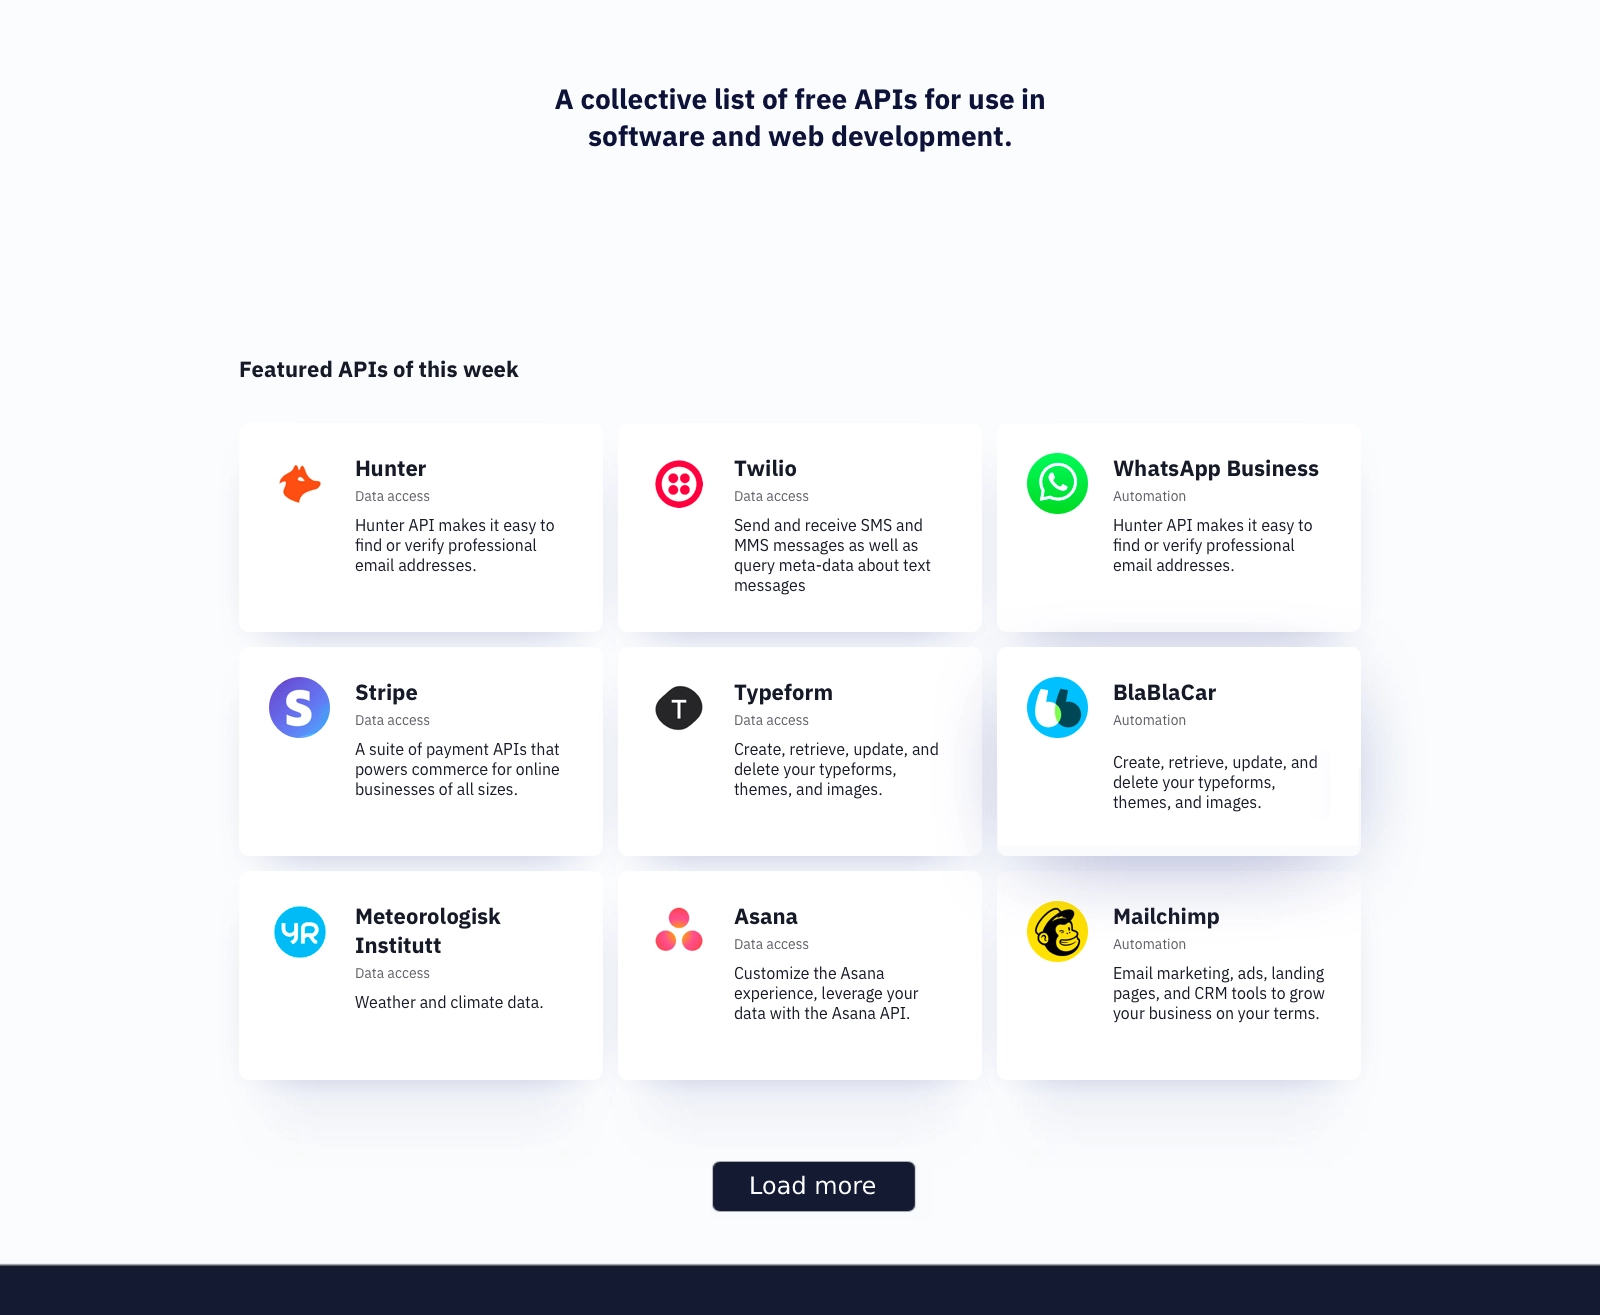 A collective list of free APIs for use in
software and web development.
Featured APIs of this week
Hunter
Data access
Hunter API makes it easy to
find or verify professional
email addresses.
Twilio
Data access
Send and receive SMS and
MMS messages as well as
query meta-data about text
messages
WhatsApp Business
Automation
Hunter API makes it easy to
find or verify professional
email addresses.
S
Stripe
Data access
A suite of payment APIs that
powers commerce for online
businesses of all sizes.
T
Typeform
Data access
Create, retrieve, update, and
delete your typeforms,
themes, and images.
BlaBlaCar
Automation
Create, retrieve, update, and
delete your typeforms,
themes, and images.
YR
Meteorologisk
Institutt
Data access
Weather and climate data.
Asana
Data access
Customize the Asana
experience, leverage your
data with the Asana API.
Mailchimp
Automation
Email marketing, ads, landing
pages, and CRM tools to grow
your business on your terms.
Load more